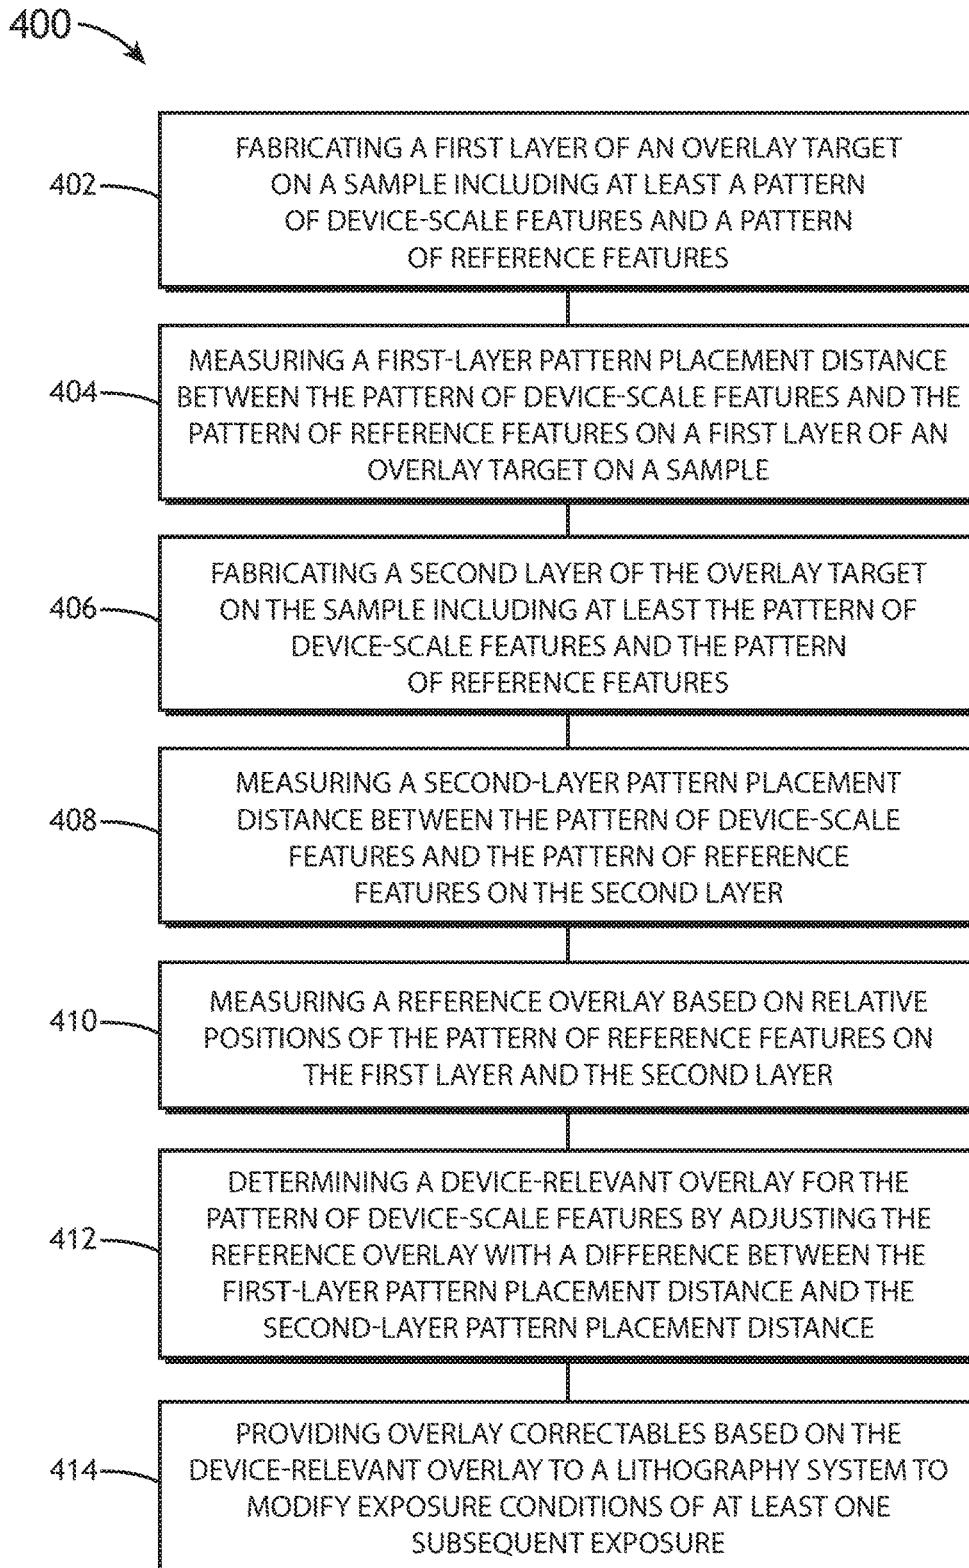 400
402
FABRICATING A FIRST LAYER OF AN OVERLAY TARGET
ON A SAMPLE INCLUDING AT LEAST A PATTERN
OF DEVICE-SCALE FEATURES AND A PATTERN
OF REFERENCE FEATURES
404
MEASURING A FIRST-LAYER PATTERN PLACEMENT DISTANCE
BETWEEN THE PATTERN OF DEVICE-SCALE FEATURES AND THE
PATTERN OF REFERENCE FEATURES ON A FIRST LAYER OF AN
OVERLAY TARGET ON A SAMPLE
406
FABRICATING A SECOND LAYER OF THE OVERLAY TARGET
ON THE SAMPLE INCLUDING AT LEAST THE PATTERN OF
DEVICE-SCALE FEATURES AND THE PATTERN
OF REFERENCE FEATURES
408
MEASURING A SECOND-LAYER PATTERN PLACEMENT
DISTANCE BETWEEN THE PATTERN OF DEVICE-SCALE
FEATURES AND THE PATTERN OF REFERENCE
FEATURES ON THE SECOND LAYER
410
MEASURING A REFERENCE OVERLAY BASED ON RELATIVE
POSITIONS OF THE PATTERN OF REFERENCE FEATURES ON
THE FIRST LAYER AND THE SECOND LAYER
412
DETERMINING A DEVICE-RELEVANT OVERLAY FOR THE
PATTERN OF DEVICE-SCALE FEATURES BY ADJUSTING THE
REFERENCE OVERLAY WITH A DIFFERENCE BETWEEN THE
FIRST-LAYER PATTERN PLACEMENT DISTANCE AND THE
SECOND-LAYER PATTERN PLACEMENT DISTANCE
414
PROVIDING OVERLAY CORRECTABLES BASED ON THE
DEVICE-RELEVANT OVERLAY TO A LITHOGRAPHY SYSTEM TO
MODIFY EXPOSURE CONDITIONS OF AT LEAST ONE
SUBSEQUENT EXPOSURE